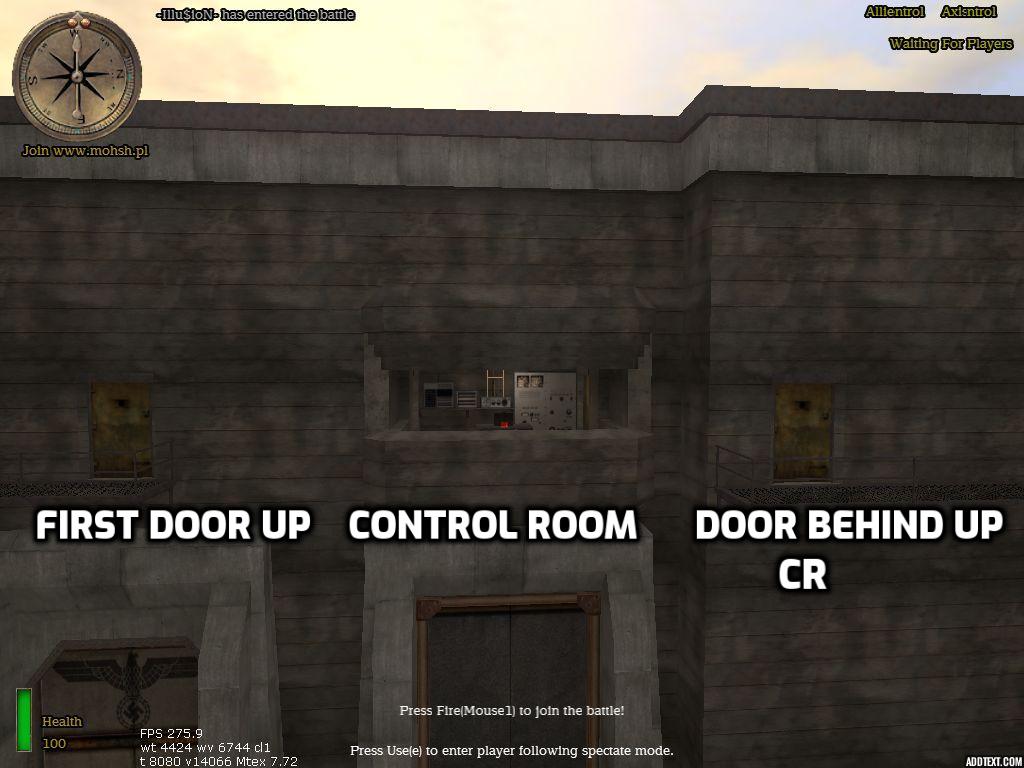 -Illu$ioN- has entered the battle
Allientrol Axisntrol
Waiting For Players
Join www.mohsh.pl
FIRST DOOR UP CONTROL ROOM DOOR BEHIND UP
CR
Press Fire(Mouse1) to join the battle!
Health
100
FPS 275.9
wt 4424 wv 6744 cl1
t 8080 v14066 Mtex 7.72
Press Use(e) to enter player following spectate mode.
ADDTEXT.COM